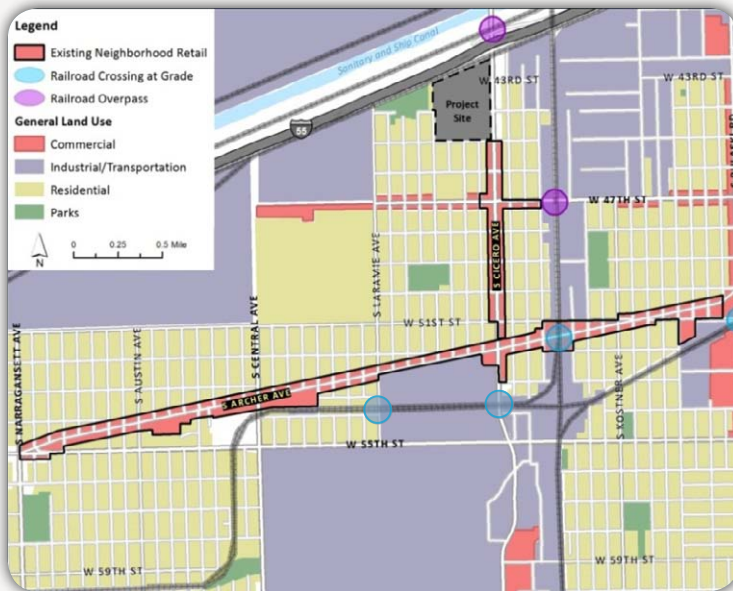 Legend
Existing Neighborhood Retail
Railroad Crossing at Grade
Railroad Overpass
General Land Use
Commercial
Industrial/Transportation
Residential
Parks
N
0 0.25 0.5 Mile
Sanitary and Ship Canal
55
W 43RD ST
W 43RD ST
Project
Site
W 47TH ST
S CICERO AVE
S LARAMIE AVE
W 51ST ST
S NARRAGANSETT AVE
S AUSTIN AVE
S CENTRAL AVE
S ARCHER AVE
S KOSTNER AVE
W 55TH ST
W 59TH ST
W 59TH ST